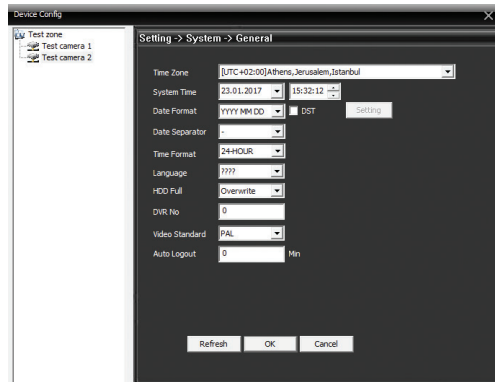 Device Config
Test zone
Test camera 1
Test camera 2
Setting -> System -> General
Time Zone [UTC+02:00]Athens,Jerusalem,Istanbul
System Time 23.01.2017 15:32:12
Date Format YYYY MM DD DST Setting
Date Separator -
Time Format 24-HOUR
Language ????
HDD Full Overwrite
DVR No 0
Video Standard PAL
Auto Logout 0 Min
Refresh OK Cancel